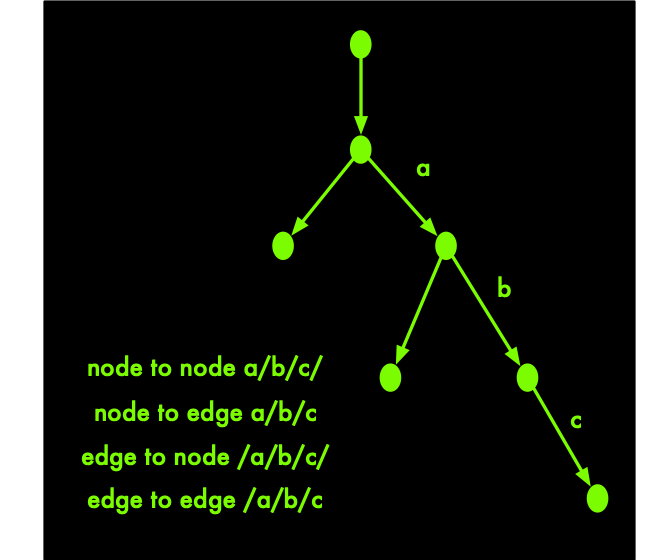 a
b
node to node a/b/c/
node to edge a/b/c
c
edge to node /a/b/c/
edge to edge /a/b/c